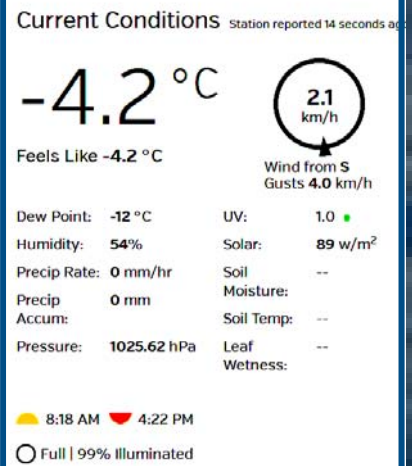 Current Conditions Station reported 14 seconds
-4.2 °C
2.1
km/h
Feels Like -4.2 °C
Wind from S
Gusts 4.0 km/h
Dew Point: -12 °C
Humidity: 54%
Precip Rate: 0 mm/hr
Precip
Accum: 0 mm
Pressure: 1025.62 hPa
UV: 1.0
Solar: 89 w/m²
Soil
Moisture: --
Soil Temp: --
Leaf
Wetness: --
8:18 AM 4:22 PM
Full | 99% Illuminated